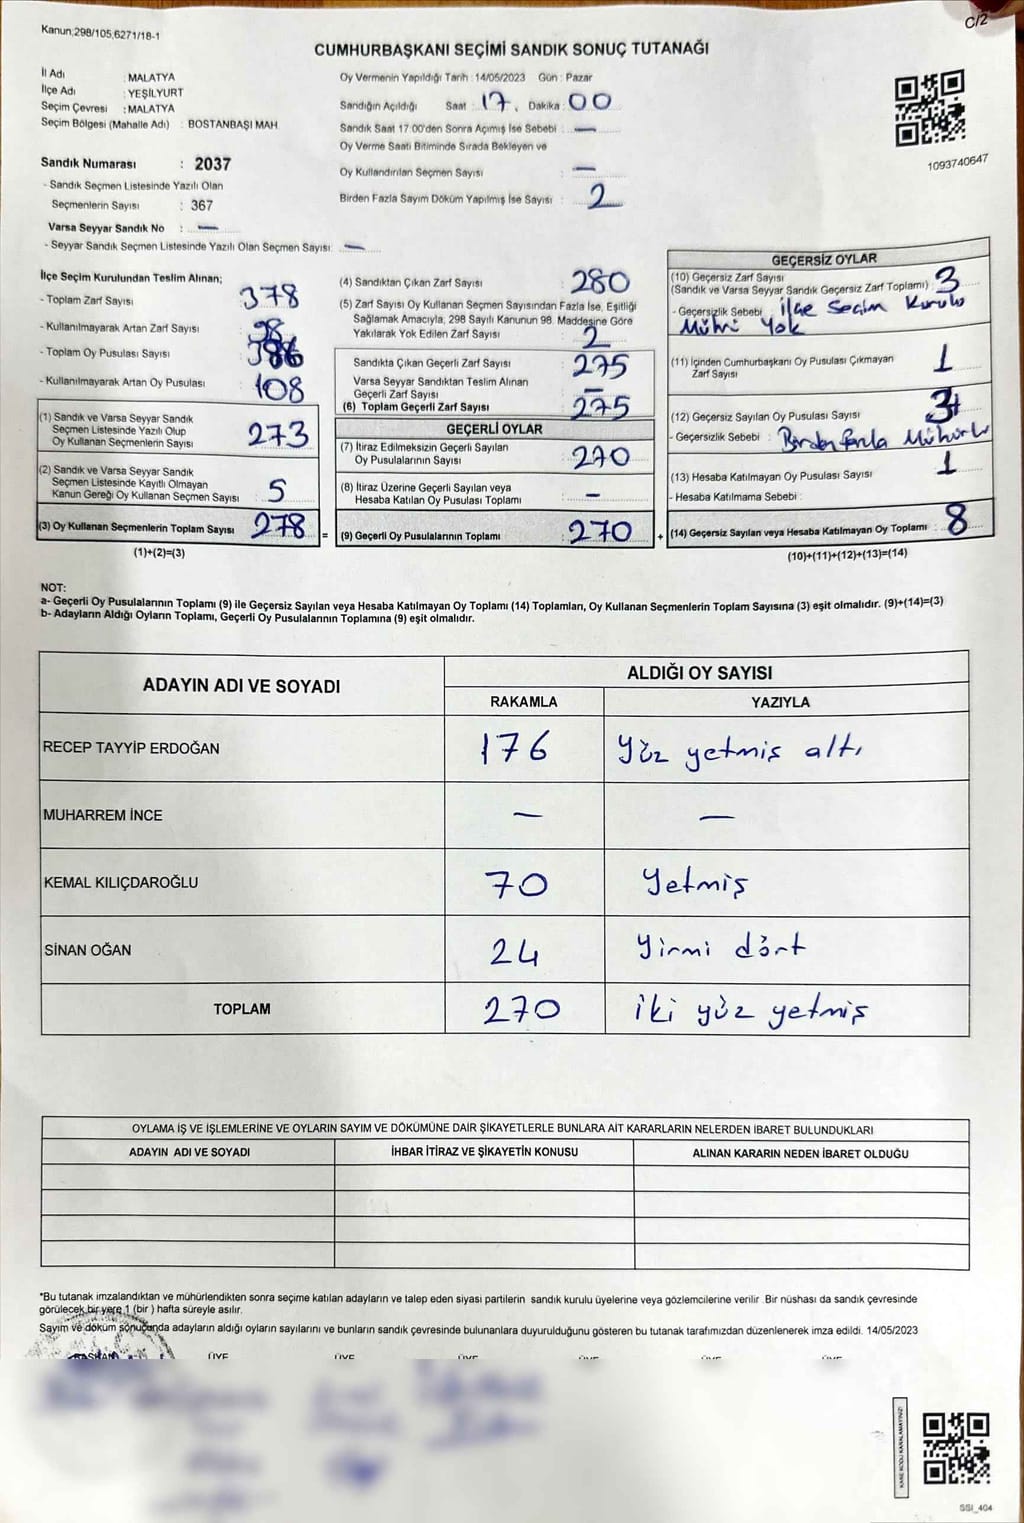 C/2
Kanun;298/105,6271/18-1
CUMHURBAŞKANI SEÇİMİ SANDIK SONUÇ TUTANAĞI
İl Adı : MALATYA
İlçe Adı : YEŞİLYURT
Seçim Çevresi : MALATYA
Seçim Bölgesi (Mahalle Adı) : BOSTANBAŞI MAH
Sandık Numarası : 2037
- Sandık Seçmen Listesinde Yazılı Olan
Seçmenlerin Sayısı : 367
Varsa Seyyar Sandık No : —
- Seyyar Sandık Seçmen Listesinde Yazılı Olan Seçmen Sayısı: —
Oy Vermenin Yapıldığı Tarih : 14/05/2023 Gün : Pazar
Sandığın Açıldığı Saat : 17, Dakika : 00
Sandık Saat 17:00'den Sonra Açımış İse Sebebi : —
Oy Verme Saati Bitiminde Sırada Bekleyen ve
Oy Kullandırılan Seçmen Sayısı : —
Birden Fazla Sayım Döküm Yapılmış İse Sayısı : 2
1093740647
İlçe Seçim Kurulundan Teslim Alınan;
- Toplam Zarf Sayısı 378
- Kullanılmayarak Artan Zarf Sayısı 98
- Toplam Oy Pusulası Sayısı
- Kullanılmayarak Artan Oy Pusulası 108
(1) Sandık ve Varsa Seyyar Sandık
Seçmen Listesinde Yazılı Olup
Oy Kullanan Seçmenlerin Sayısı 273
(2) Sandık ve Varsa Seyyar Sandık
Seçmen Listesinde Kayıtlı Olmayan
Kanun Gereği Oy Kullanan Seçmen Sayısı : 5
(3) Oy Kullanan Seçmenlerin Toplam Sayısı 278 =
(1)+(2)=(3)
(4) Sandıktan Çıkan Zarf Sayısı 280
(5) Zarf Sayısı Oy Kullanan Seçmen Sayısından Fazla İse, Eşitliği
Sağlamak Amacıyla, 298 Sayılı Kanunun 98. Maddesine Göre
Yakılarak Yok Edilen Zarf Sayısı : 2
Sandıkta Çıkan Geçerli Zarf Sayısı : 275
Varsa Seyyar Sandıktan Teslim Alınan
Geçerli Zarf Sayısı : —
(6) Toplam Geçerli Zarf Sayısı : 275
GEÇERLİ OYLAR
(7) İtiraz Edilmeksizin Geçerli Sayılan
Oy Pusulalarının Sayısı : 270
(8) İtiraz Üzerine Geçerli Sayılan veya
Hesaba Katılan Oy Pusulası Toplamı : —
(9) Geçerli Oy Pusulalarının Toplamı : 270 +
GEÇERSİZ OYLAR
(10) Geçersiz Zarf Sayısı
(Sandık ve Varsa Seyyar Sandık Geçersiz Zarf Toplamı) : 3
- Geçersizlik Sebebi : İlçe Seçim Kurulu
Mührü Yok
(11) İçinden Cumhurbaşkanı Oy Pusulası Çıkmayan
Zarf Sayısı 1
(12) Geçersiz Sayılan Oy Pusulası Sayısı : 3
- Geçersizlik Sebebi : Birden fazla Mühürlü
(13) Hesaba Katılmayan Oy Pusulası Sayısı : 1
- Hesaba Katılmama Sebebi :
(14) Geçersiz Sayılan veya Hesaba Katılmayan Oy Toplamı : 8
(10)+(11)+(12)+(13)=(14)
NOT:
a- Geçerli Oy Pusulalarının Toplamı (9) ile Geçersiz Sayılan veya Hesaba Katılmayan Oy Toplamı (14) Toplamları, Oy Kullanan Seçmenlerin Toplam Sayısına (3) eşit olmalıdır. (9)+(14)=(3)
b- Adayların Aldığı Oyların Toplamı, Geçerli Oy Pusulalarının Toplamına (9) eşit olmalıdır.
ADAYIN ADI VE SOYADI ALDIĞI OY SAYISI
RAKAMLA YAZIYLA
RECEP TAYYİP ERDOĞAN 176 Yüz yetmiş altı
MUHARREM İNCE — —
KEMAL KILIÇDAROĞLU 70 Yetmiş
SİNAN OĞAN 24 Yirmi dört
TOPLAM 270 iki yüz yetmiş
OYLAMA İŞ VE İŞLEMLERİNE VE OYLARIN SAYIM VE DÖKÜMÜNE DAİR ŞİKAYETLERLE BUNLARA AİT KARARLARIN NELERDEN İBARET BULUNDUKLARI
ADAYIN ADI VE SOYADI İHBAR İTİRAZ VE ŞİKAYETİN KONUSU ALINAN KARARIN NEDEN İBARET OLDUĞU
*Bu tutanak imzalandıktan ve mühürlendikten sonra seçime katılan adayların ve talep eden siyasi partilerin sandık kurulu üyelerine veya gözlemcilerine verilir. Bir nüshası da sandık çevresinde
görülecek bir yere 1 (bir ) hafta süreyle asılır.
Sayım ve döküm sonucunda adayların aldığı oyların sayılarını ve bunların sandık çevresinde bulunanlara duyurulduğunu gösteren bu tutanak tarafımızdan düzenlenerek imza edildi. 14/05/2023
BAŞKAN ÜYE ÜYE ÜYE ÜYE ÜYE ÜYE
KARE KODU KARALAMAYINIZ!
SSI_404